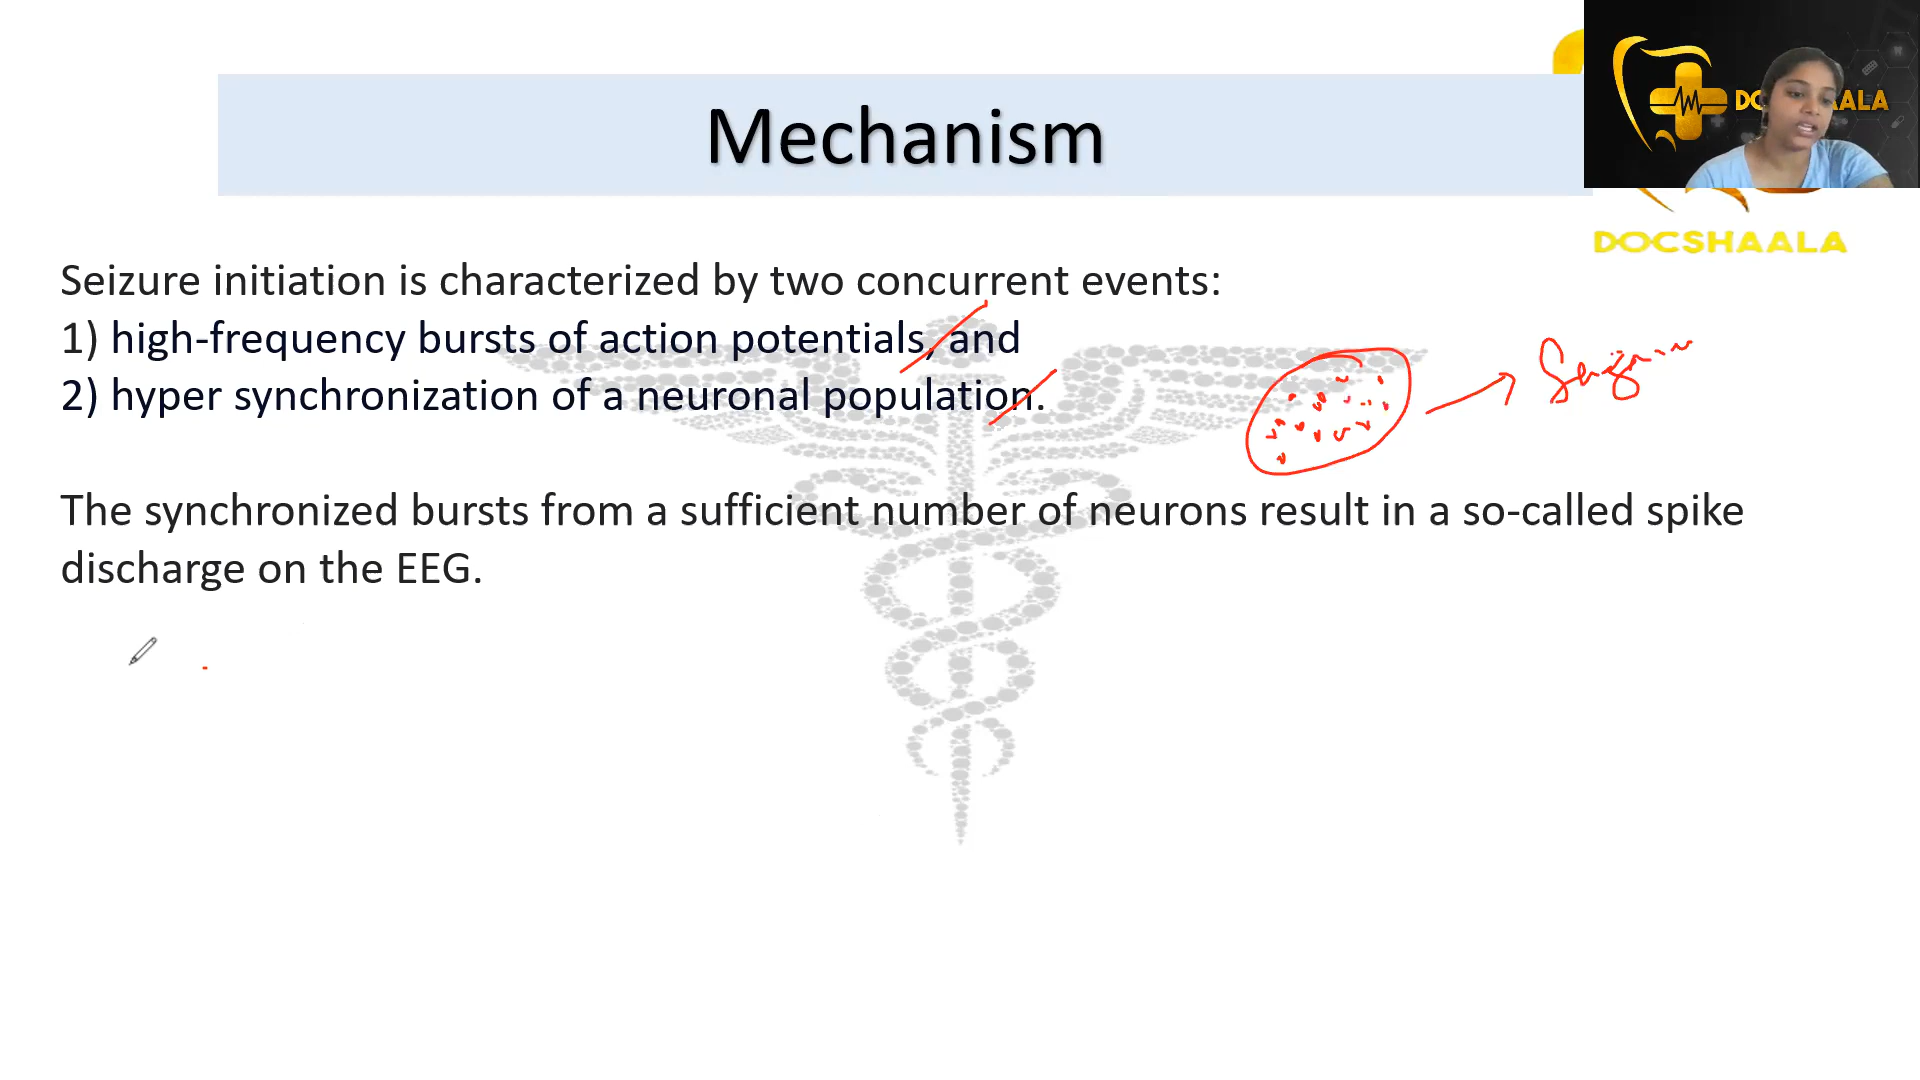 Mechanism
DOCSHAALA
Seizure initiation is characterized by two concurrent events:
1) high-frequency bursts of action potentials, and
2) hyper synchronization of a neuronal population.
The synchronized bursts from a sufficient number of neurons result in a so-called spike
discharge on the EEG.